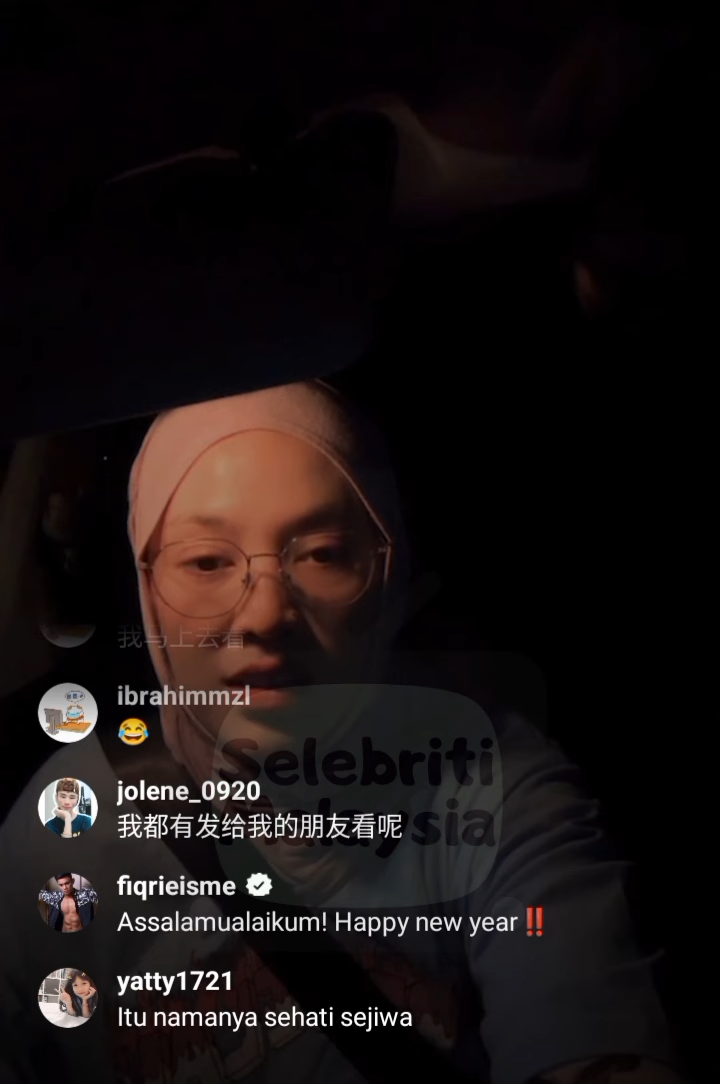 我马上去看
ibrahimmzl
😂
jolene_0920
我都有发给我的朋友看呢
fiqrieisme
Assalamualaikum! Happy new year‼️
yatty1721
Itu namanya sehati sejiwa
Selebriti
Malaysia